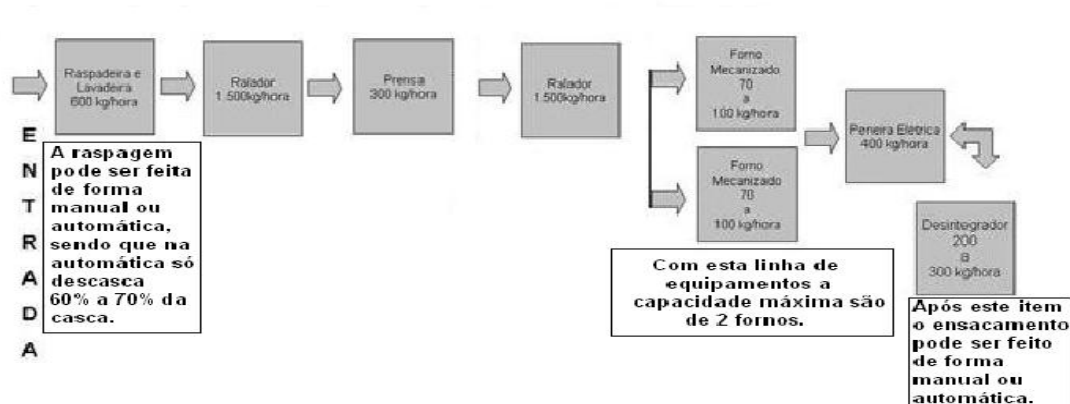 Raspadeira e
Lavadeira
600 kg/hora
Ralador
1.500kg/hora
Prensa
300 kg/hora
Ralador
1.500kg/hora
Forno
Mecanizado
70
a
100 kg/hora
Forno
Mecanizado
70
a
100 kg/hora
Peneira Elétrica
400 kg/hora
Desintegrador
200
a
300 kg/hora
E
N
T
R
A
D
A
A raspagem
pode ser feita
de forma
manual ou
automática,
sendo que na
automática só
descasca
60% a 70% da
casca.
Com esta linha de
equipamentos a
capacidade máxima são
de 2 fornos.
Após este item
o ensacamento
pode ser feito
de forma
manual ou
automática.